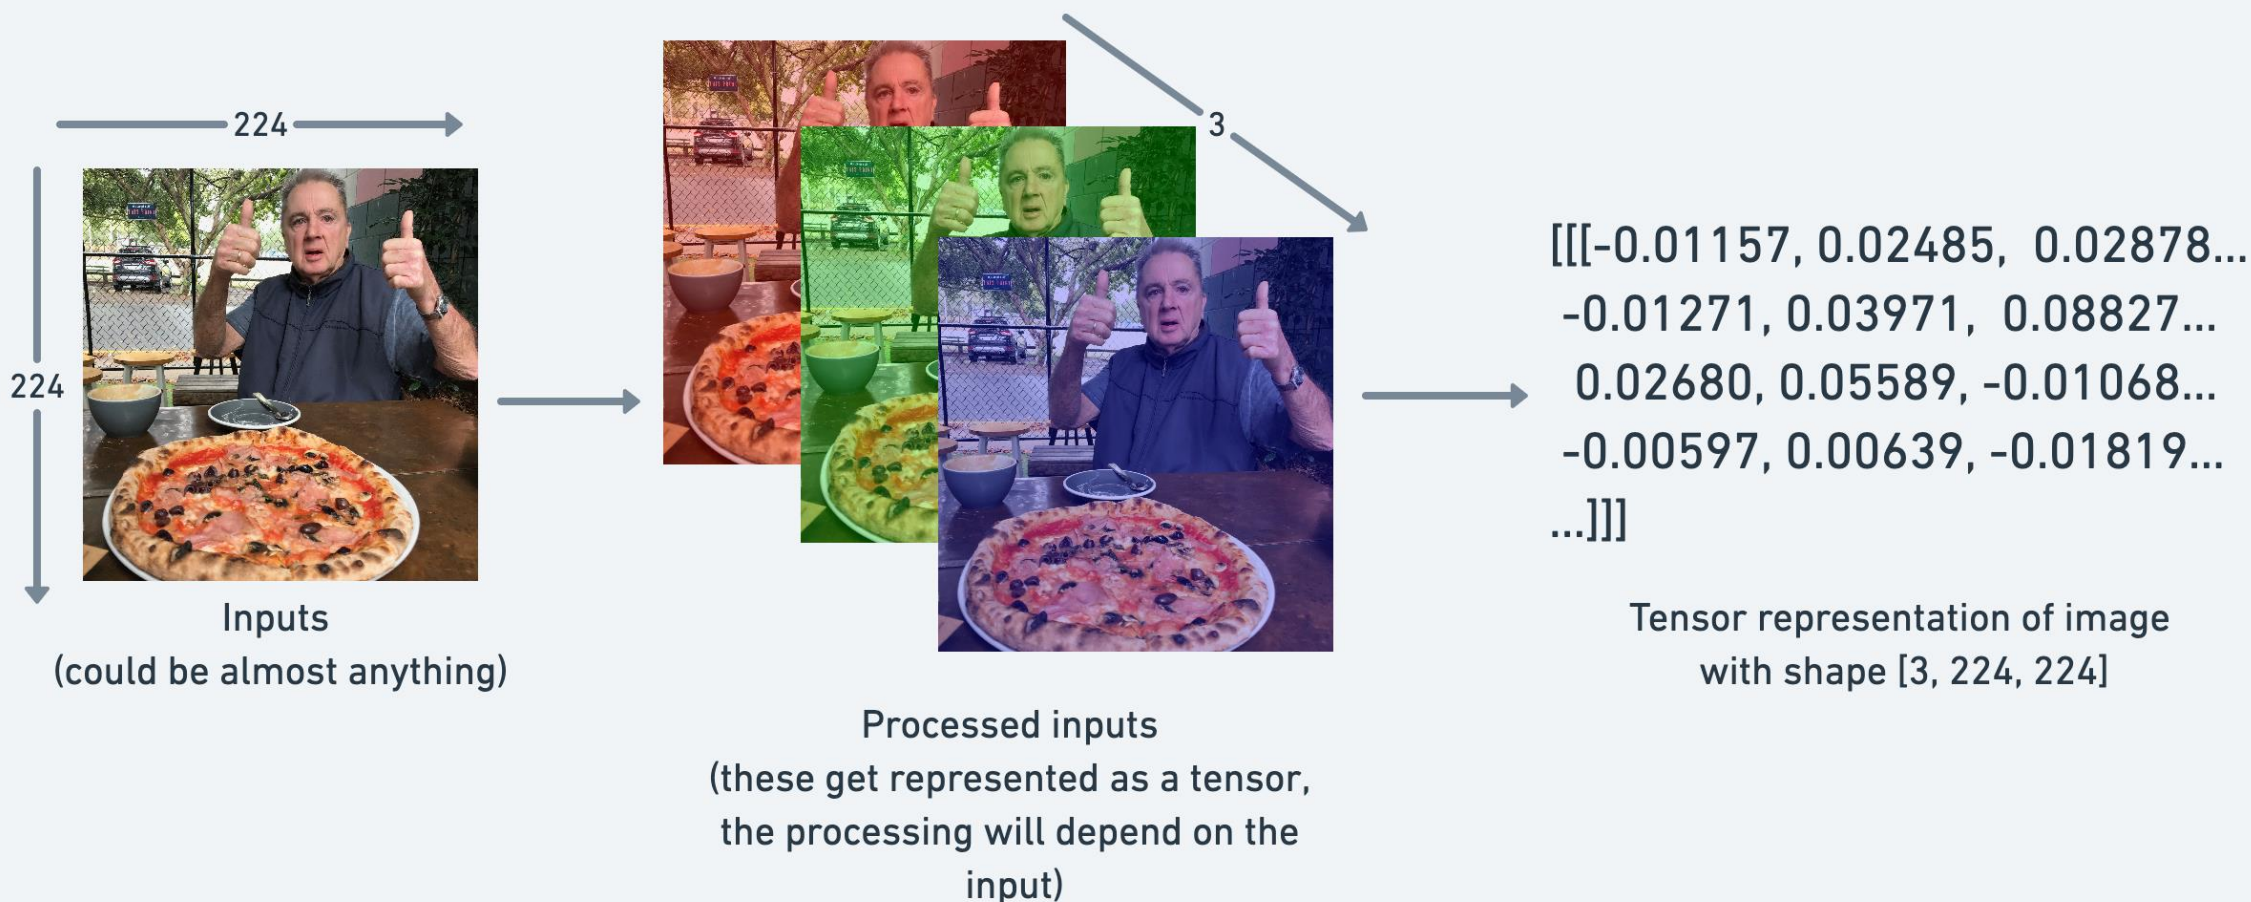 224
224
Inputs
(could be almost anything)
3
Processed inputs
(these get represented as a tensor,
the processing will depend on the
input)
[[[-0.01157, 0.02485, 0.02878...
-0.01271, 0.03971, 0.08827...
0.02680, 0.05589, -0.01068...
-0.00597, 0.00639, -0.01819...
...]]]
Tensor representation of image
with shape [3, 224, 224]